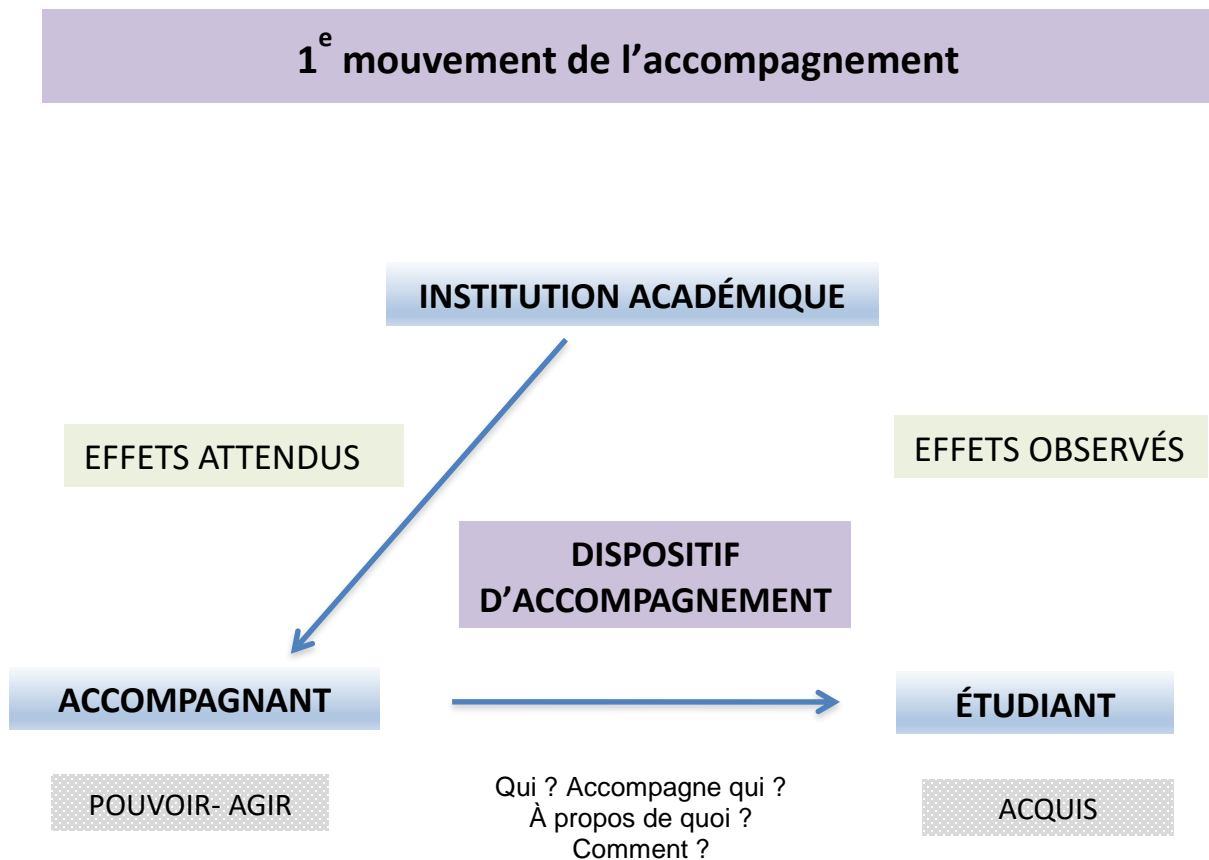 1e mouvement de l’accompagnement
INSTITUTION ACADÉMIQUE
EFFETS ATTENDUS
EFFETS OBSERVÉS
DISPOSITIF
D’ACCOMPAGNEMENT
ACCOMPAGNANT
ÉTUDIANT
POUVOIR- AGIR
Qui ? Accompagne qui ?
À propos de quoi ?
Comment ?
ACQUIS